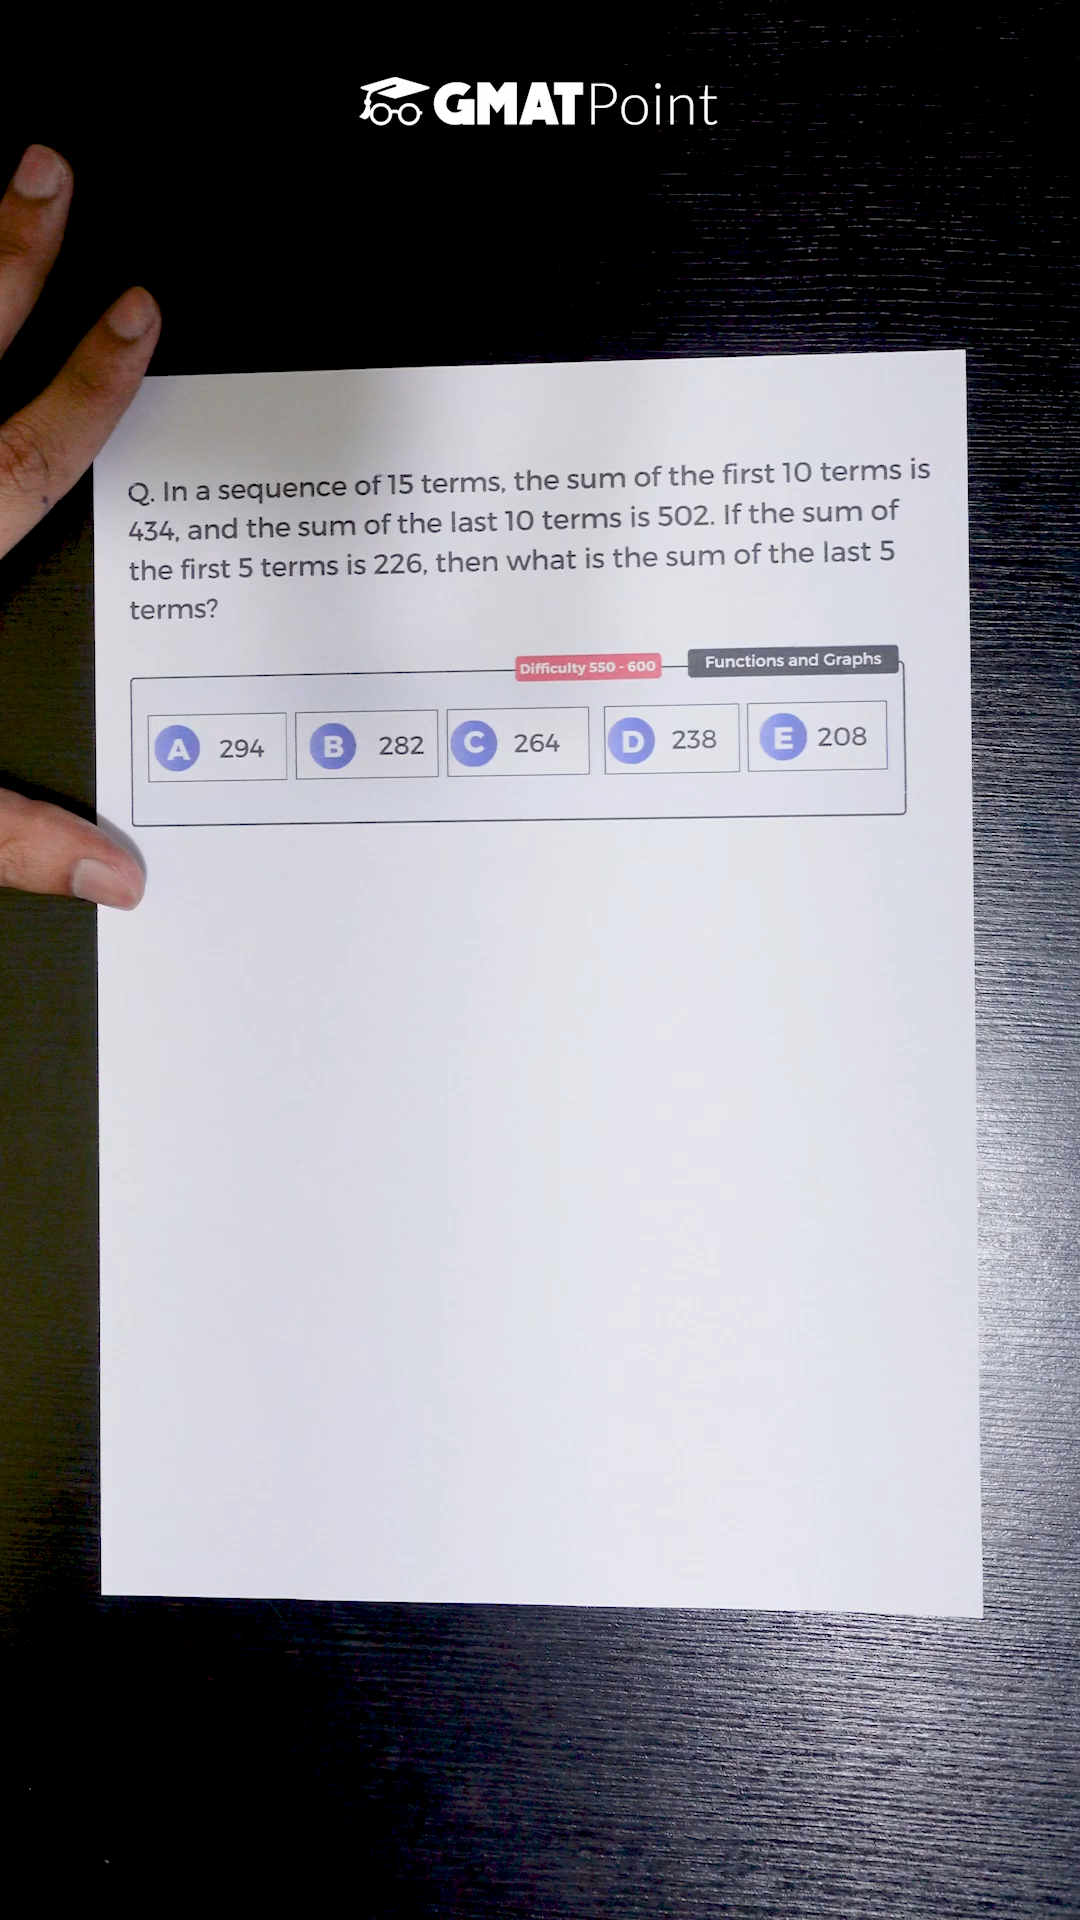 GMATPoint
Q. In a sequence of 15 terms, the sum of the first 10 terms is
434, and the sum of the last 10 terms is 502. If the sum of
the first 5 terms is 226, then what is the sum of the last 5
terms?
Difficulty 550 - 600 Functions and Graphs
A 294 B 282 C 264 D 238 E 208